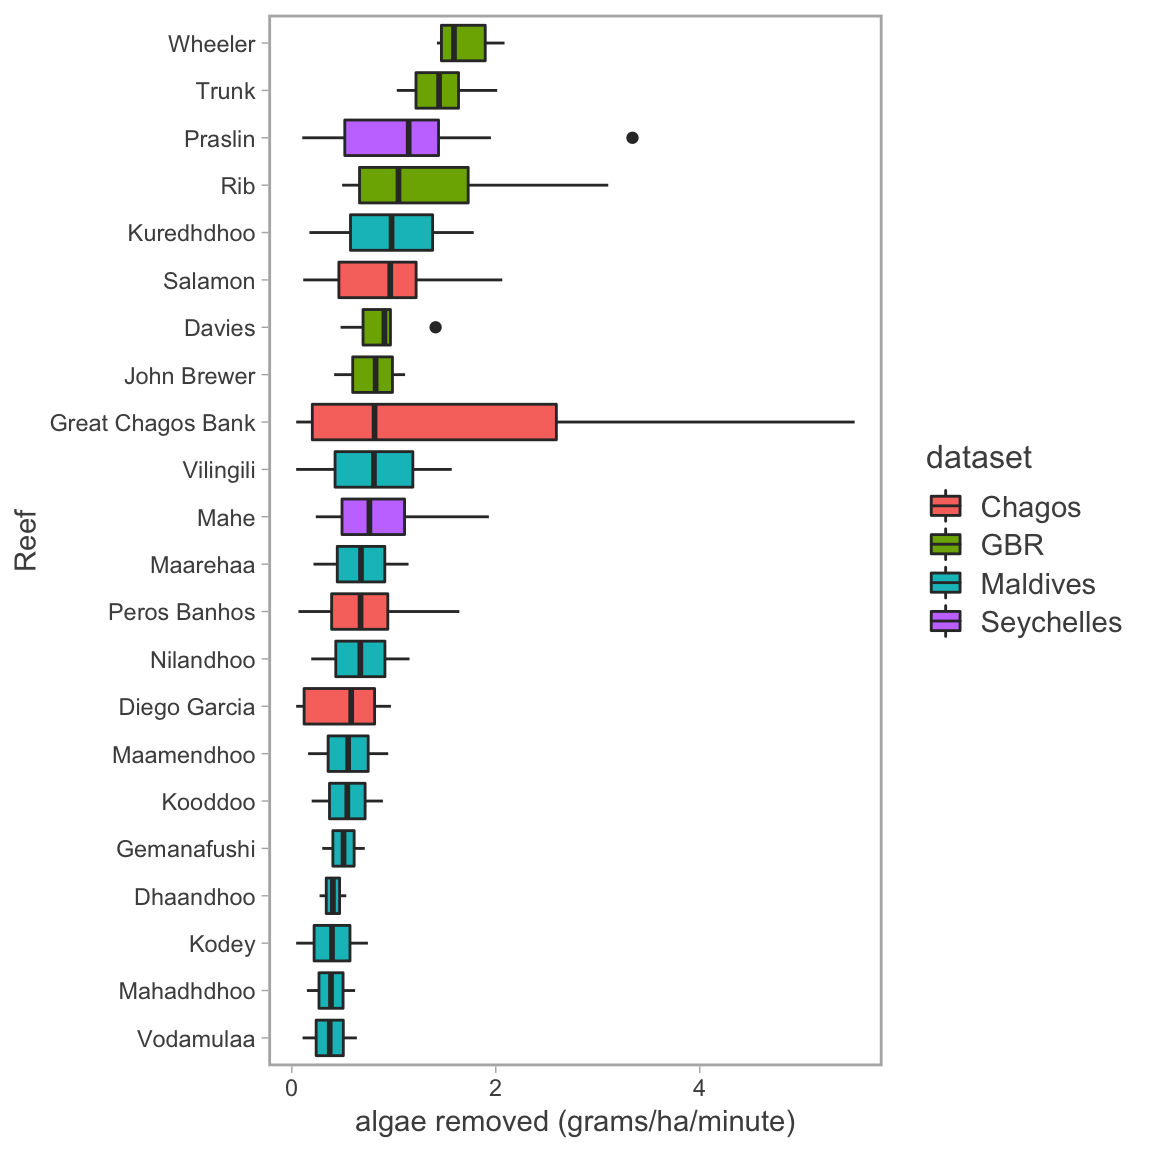 Wheeler
Trunk
Praslin
Rib
Kuredhdhoo
Salamon
Davies
John Brewer
Great Chagos Bank
Vilingili
Mahe
Maarehaa
Peros Banhos
Nilandhoo
Diego Garcia
Maamendhoo
Kooddoo
Gemanafushi
Dhaandhoo
Kodey
Mahadhdhoo
Vodamulaa
Reef
0 2 4
algae removed (grams/ha/minute)
dataset
Chagos
GBR
Maldives
Seychelles